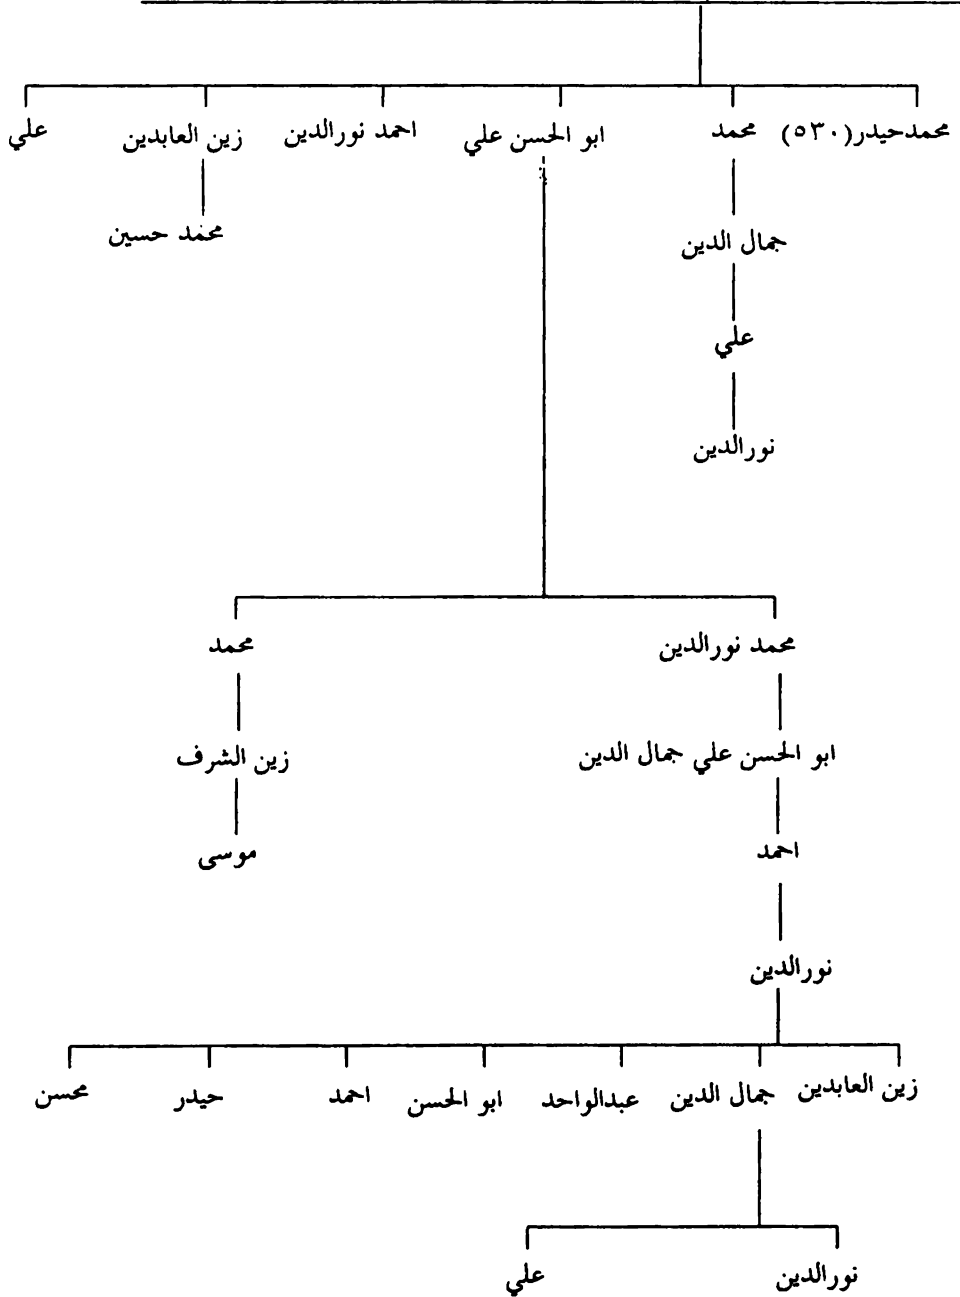 محمدحيدر(٥٣٠) محمد ابو الحسن علي احمد نورالدين زين العابدين علي
جمال الدين محمد حسين
علي
نورالدين
محمد نورالدين محمد
ابو الحسن علي جمال الدين زين الشرف
احمد موسى
نورالدين
زين العابدين جمال الدين عبدالواحد ابو الحسن احمد حيدر محسن
نورالدين علي